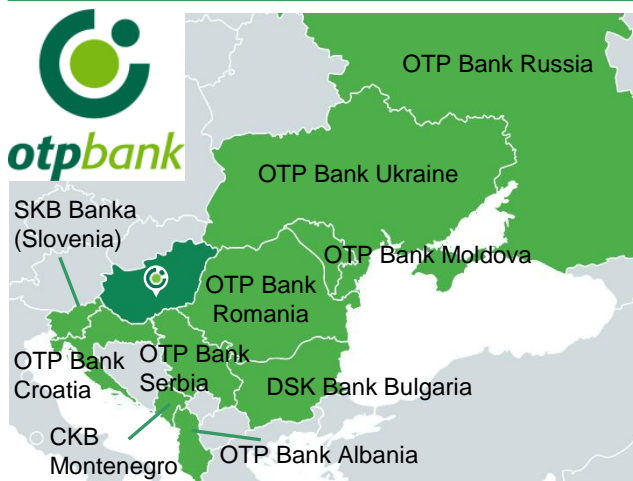 otpbank
OTP Bank Russia
OTP Bank Ukraine
SKB Banka
(Slovenia)
OTP Bank Moldova
OTP Bank
Romania
OTP Bank
Croatia
OTP Bank
Serbia
DSK Bank Bulgaria
CKB
Montenegro
OTP Bank Albania